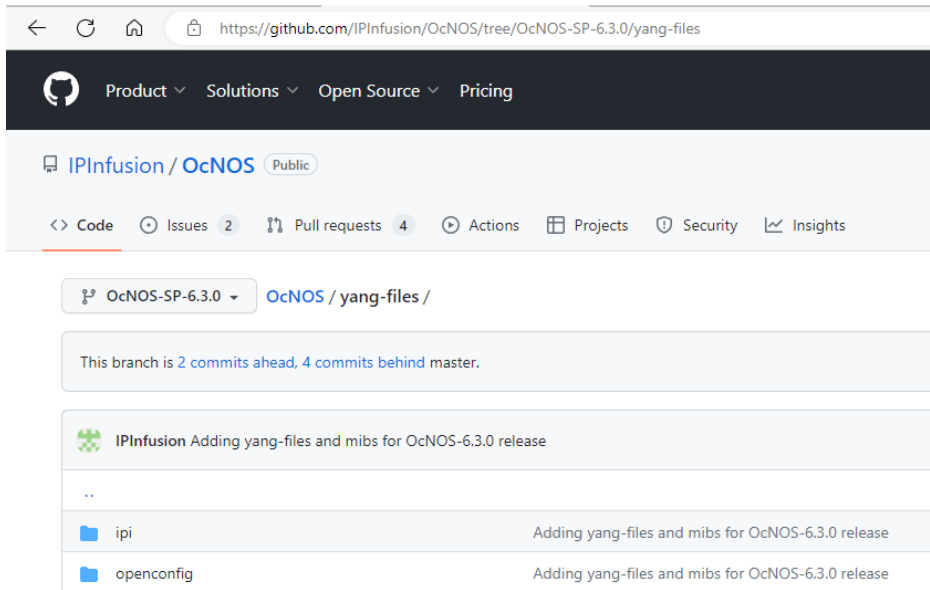 https://github.com/IPInfusion/OcNOS/tree/OcNOS-SP-6.3.0/yang-files
Product Solutions Open Source Pricing
IPInfusion / OcNOS Public
Code Issues 2 Pull requests 4 Actions Projects Security Insights
OcNOS-SP-6.3.0 OcNOS / yang-files /
This branch is 2 commits ahead, 4 commits behind master.
IPInfusion Adding yang-files and mibs for OcNOS-6.3.0 release
..
ipi Adding yang-files and mibs for OcNOS-6.3.0 release
openconfig Adding yang-files and mibs for OcNOS-6.3.0 release